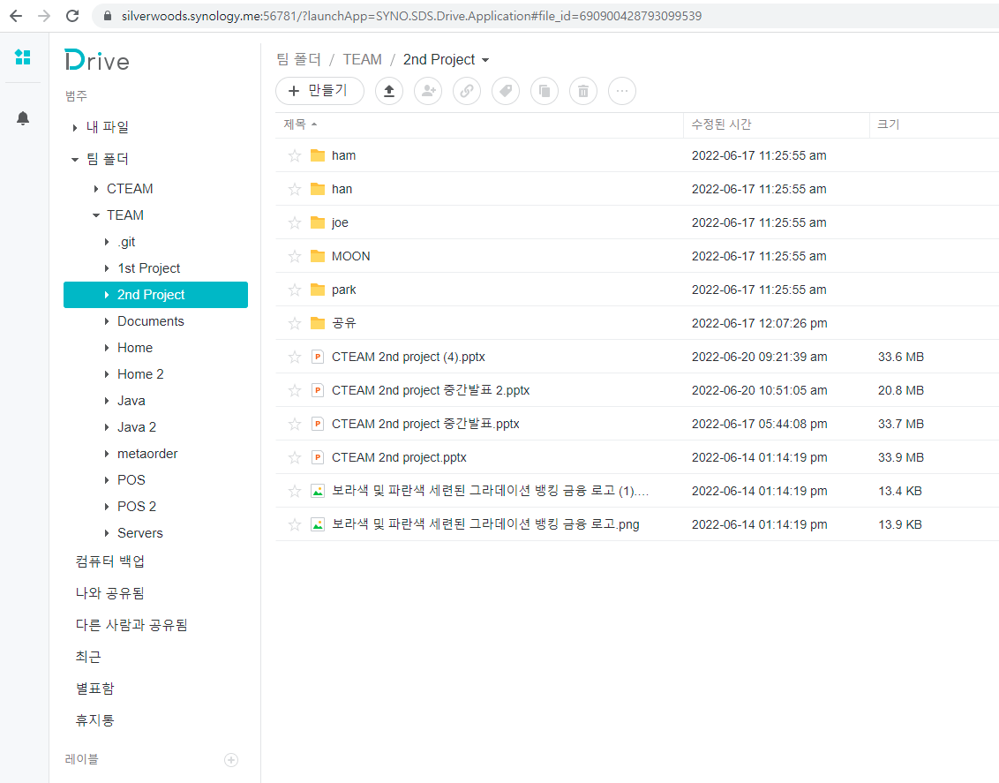 silverwoods.synology.me:56781/?launchApp=SYNO.SDS.Drive.Application#file_id=690900428793099539
Drive
범주
내 파일
팀 폴더
CTEAM
TEAM
.git
1st Project
2nd Project
Documents
Home
Home 2
Java
Java 2
metaorder
POS
POS 2
Servers
컴퓨터 백업
나와 공유됨
다른 사람과 공유됨
최근
별표함
휴지통
레이블
팀 폴더 / TEAM / 2nd Project
+ 만들기
제목 수정된 시간 크기
ham 2022-06-17 11:25:55 am
han 2022-06-17 11:25:55 am
joe 2022-06-17 11:25:55 am
MOON 2022-06-17 11:25:55 am
park 2022-06-17 11:25:55 am
공유 2022-06-17 12:07:26 pm
P CTEAM 2nd project (4).pptx 2022-06-20 09:21:39 am 33.6 MB
P CTEAM 2nd project 중간발표 2.pptx 2022-06-20 10:51:05 am 20.8 MB
P CTEAM 2nd project 중간발표.pptx 2022-06-17 05:44:08 pm 33.7 MB
P CTEAM 2nd project.pptx 2022-06-14 01:14:19 pm 33.9 MB
보라색 및 파란색 세련된 그라데이션 뱅킹 금융 로고 (1).... 2022-06-14 01:14:19 pm 13.4 KB
보라색 및 파란색 세련된 그라데이션 뱅킹 금융 로고.png 2022-06-14 01:14:19 pm 13.9 KB